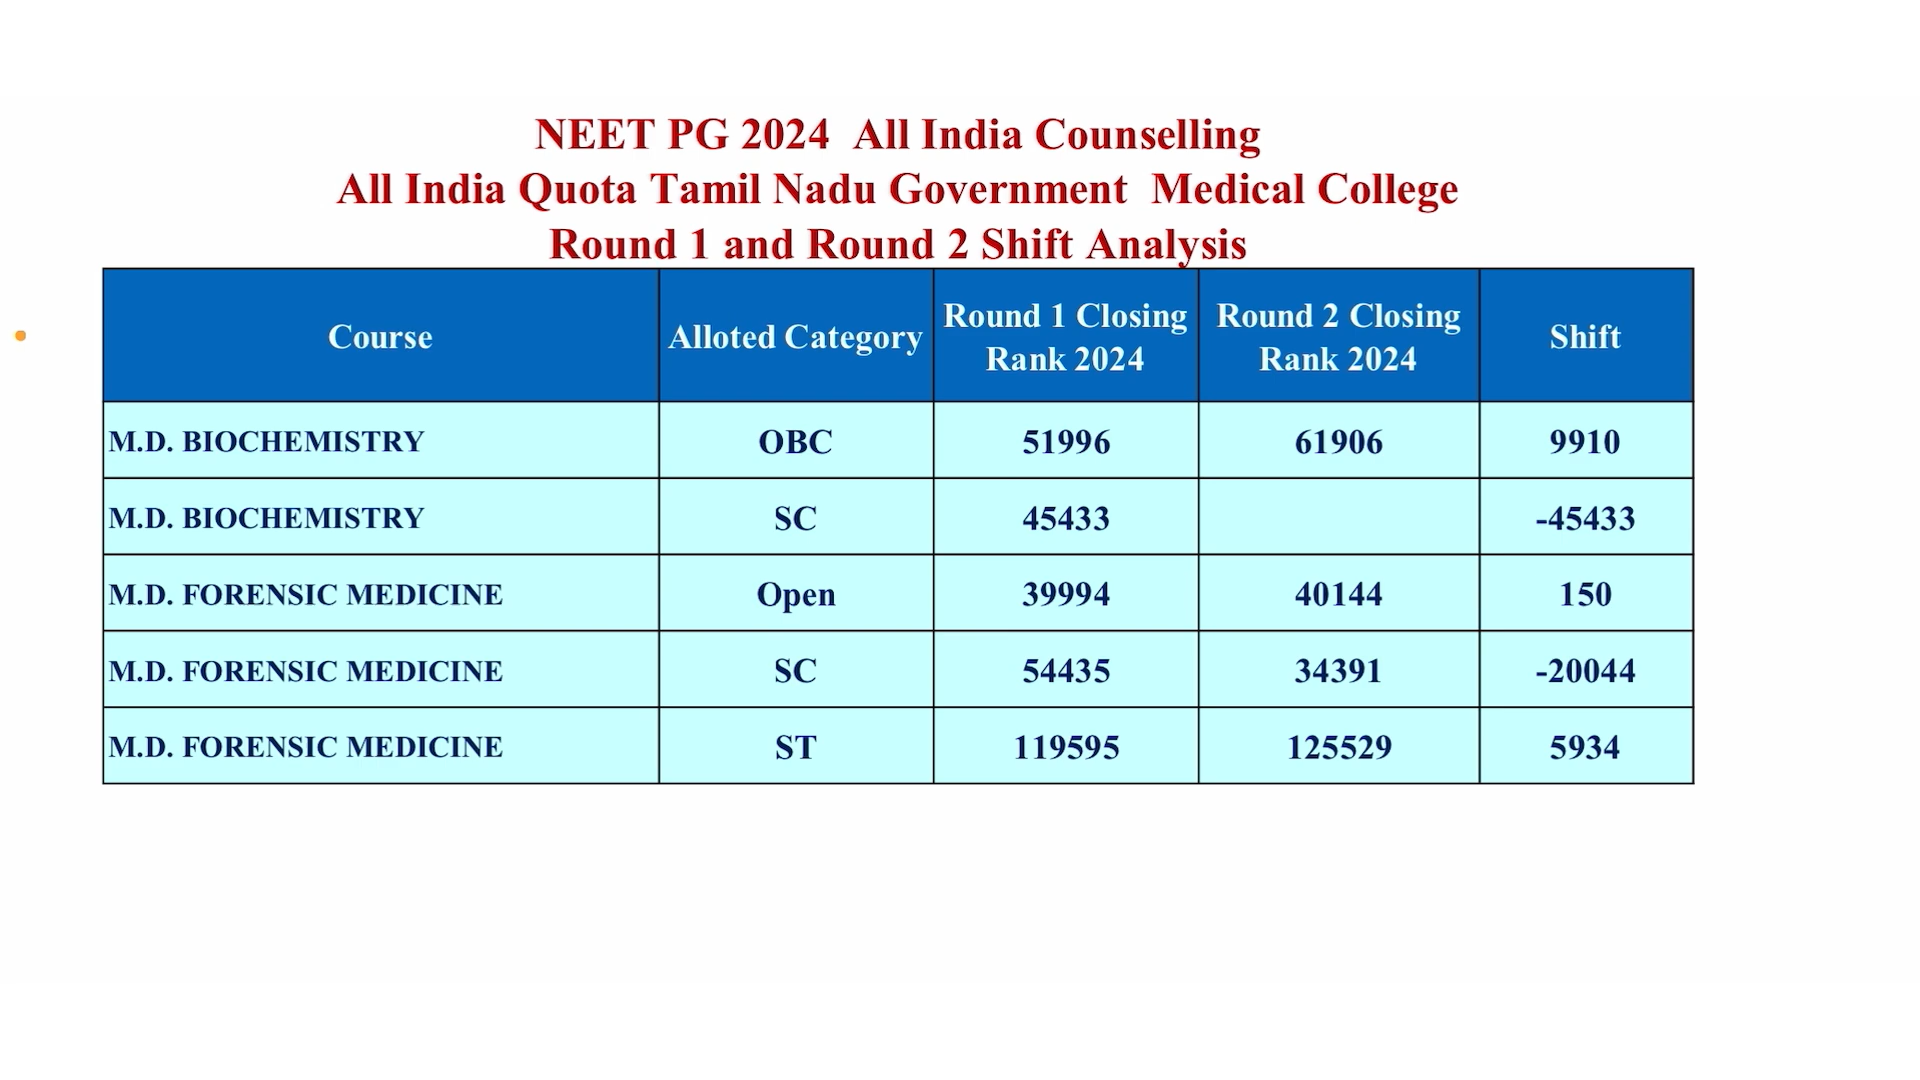 NEET PG 2024 All India Counselling
All India Quota Tamil Nadu Government Medical College
Round 1 and Round 2 Shift Analysis
Course Alloted Category Round 1 Closing Rank 2024 Round 2 Closing Rank 2024 Shift
M.D. BIOCHEMISTRY OBC 51996 61906 9910
M.D. BIOCHEMISTRY SC 45433 -45433
M.D. FORENSIC MEDICINE Open 39994 40144 150
M.D. FORENSIC MEDICINE SC 54435 34391 -20044
M.D. FORENSIC MEDICINE ST 119595 125529 5934